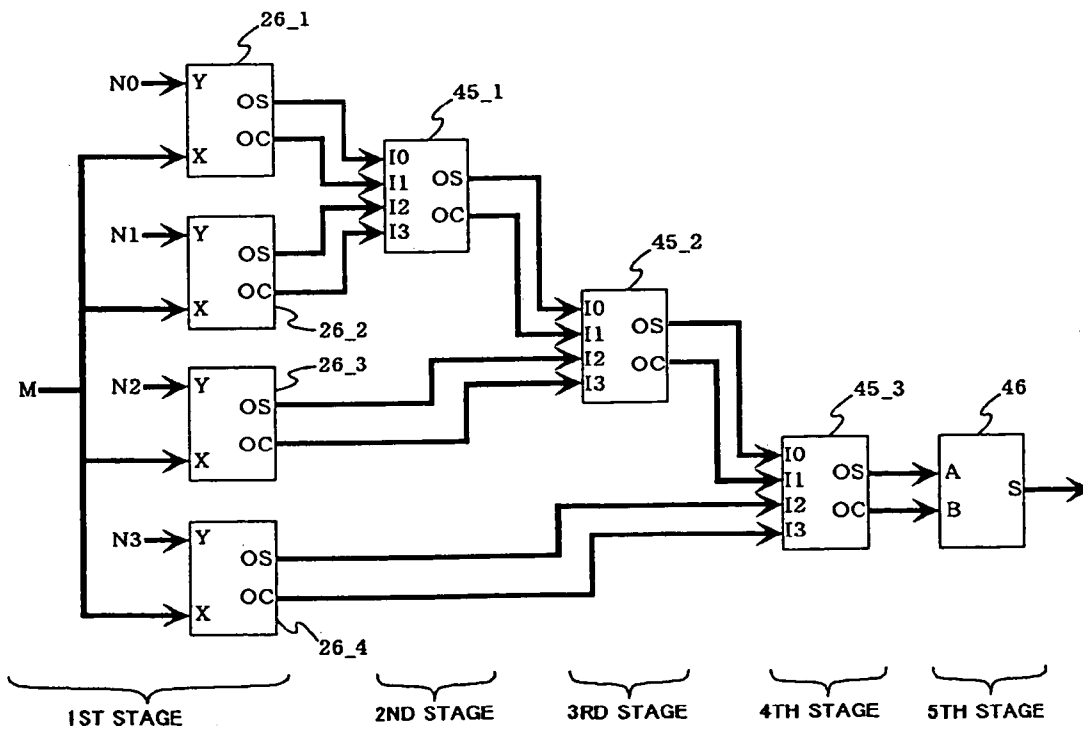 26_1
N0
Y
OS
OC
X
45_1
I0
I1
I2
I3
OS
OC
N1
Y
OS
OC
X
26_2
45_2
I0
I1
I2
I3
OS
OC
M
26_3
N2
Y
OS
OC
X
45_3
I0
I1
I2
I3
OS
OC
46
A
B
S
N3
Y
OS
OC
X
26_4
1ST STAGE
2ND STAGE
3RD STAGE
4TH STAGE
5TH STAGE